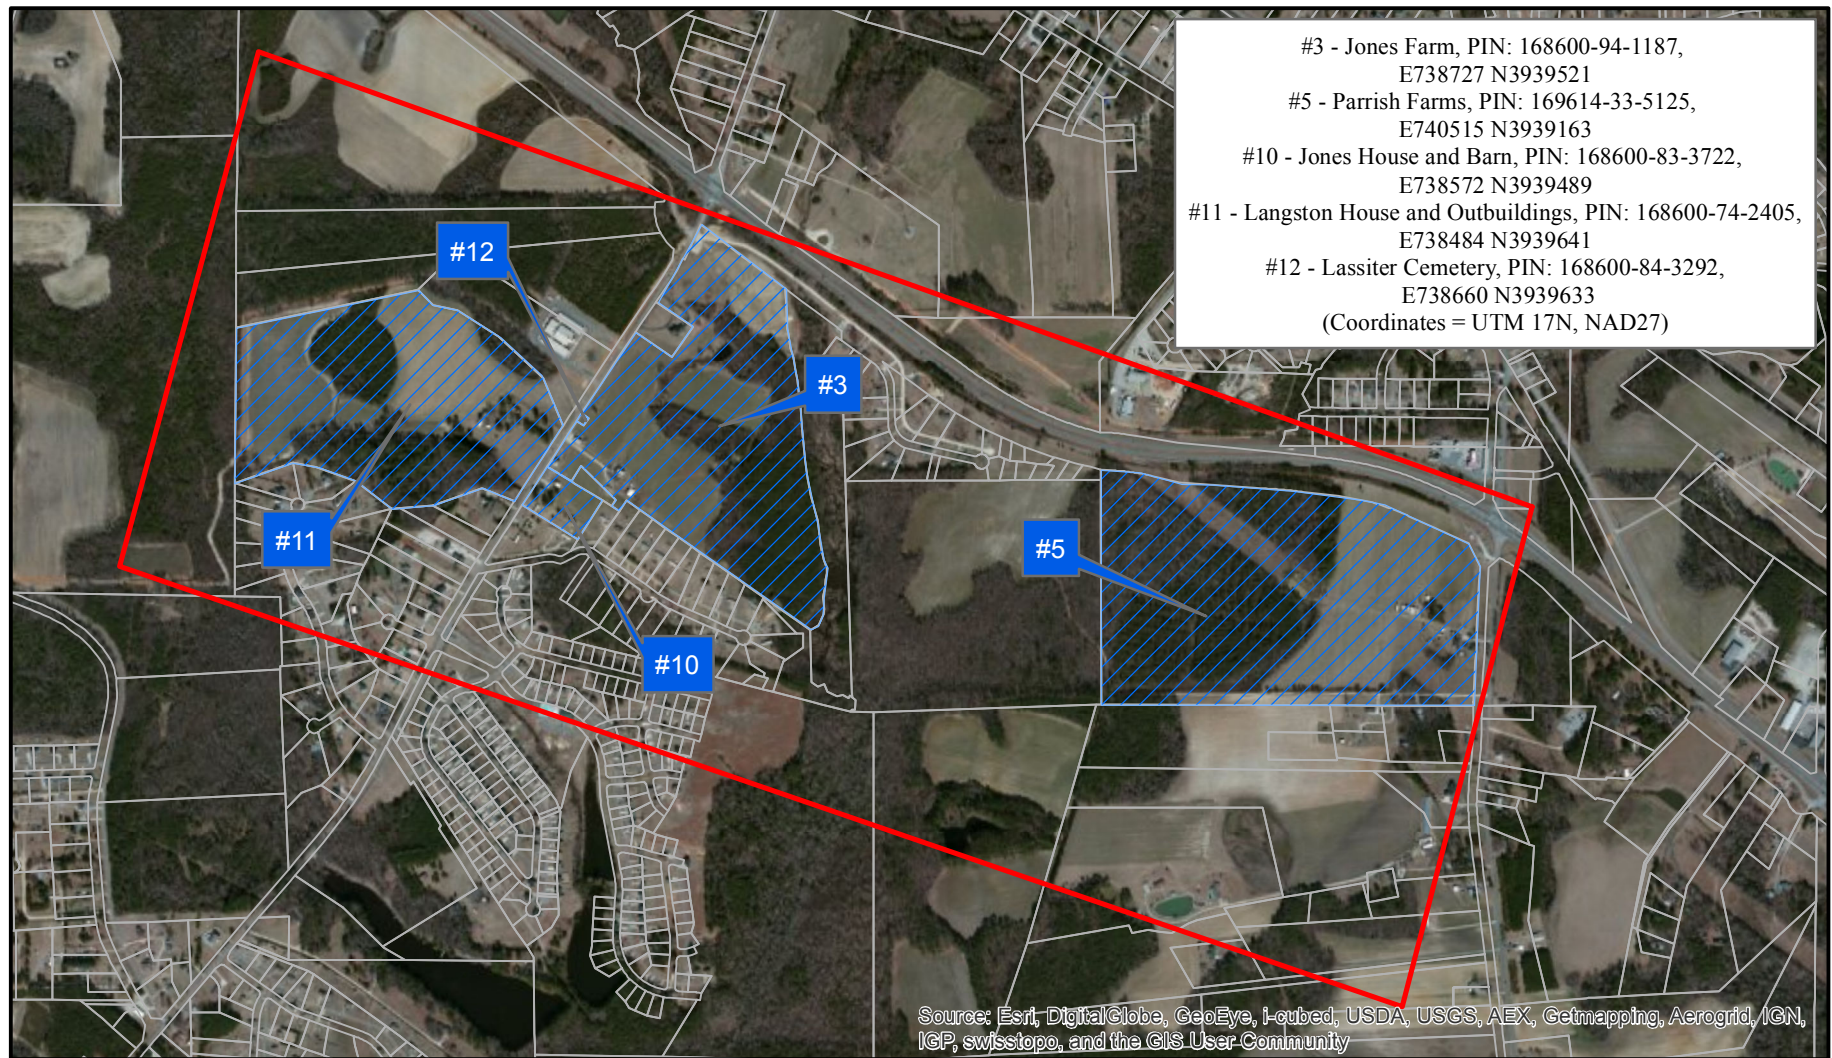 #3 - Jones Farm, PIN: 168600-94-1187,
E738727 N3939521
#5 - Parrish Farms, PIN: 169614-33-5125,
E740515 N3939163
#10 - Jones House and Barn, PIN: 168600-83-3722,
E738572 N3939489
#11 - Langston House and Outbuildings, PIN: 168600-74-2405,
E738484 N3939641
#12 - Lassiter Cemetery, PIN: 168600-84-3292,
E738660 N3939633
(Coordinates = UTM 17N, NAD27)
#12
#3
#11
#5
#10
Source: Esri, DigitalGlobe, GeoEye, i-cubed, USDA, USGS, AEX, Getmapping, Aerogrid, IGN,
IGP, swisstopo, and the GIS User Community